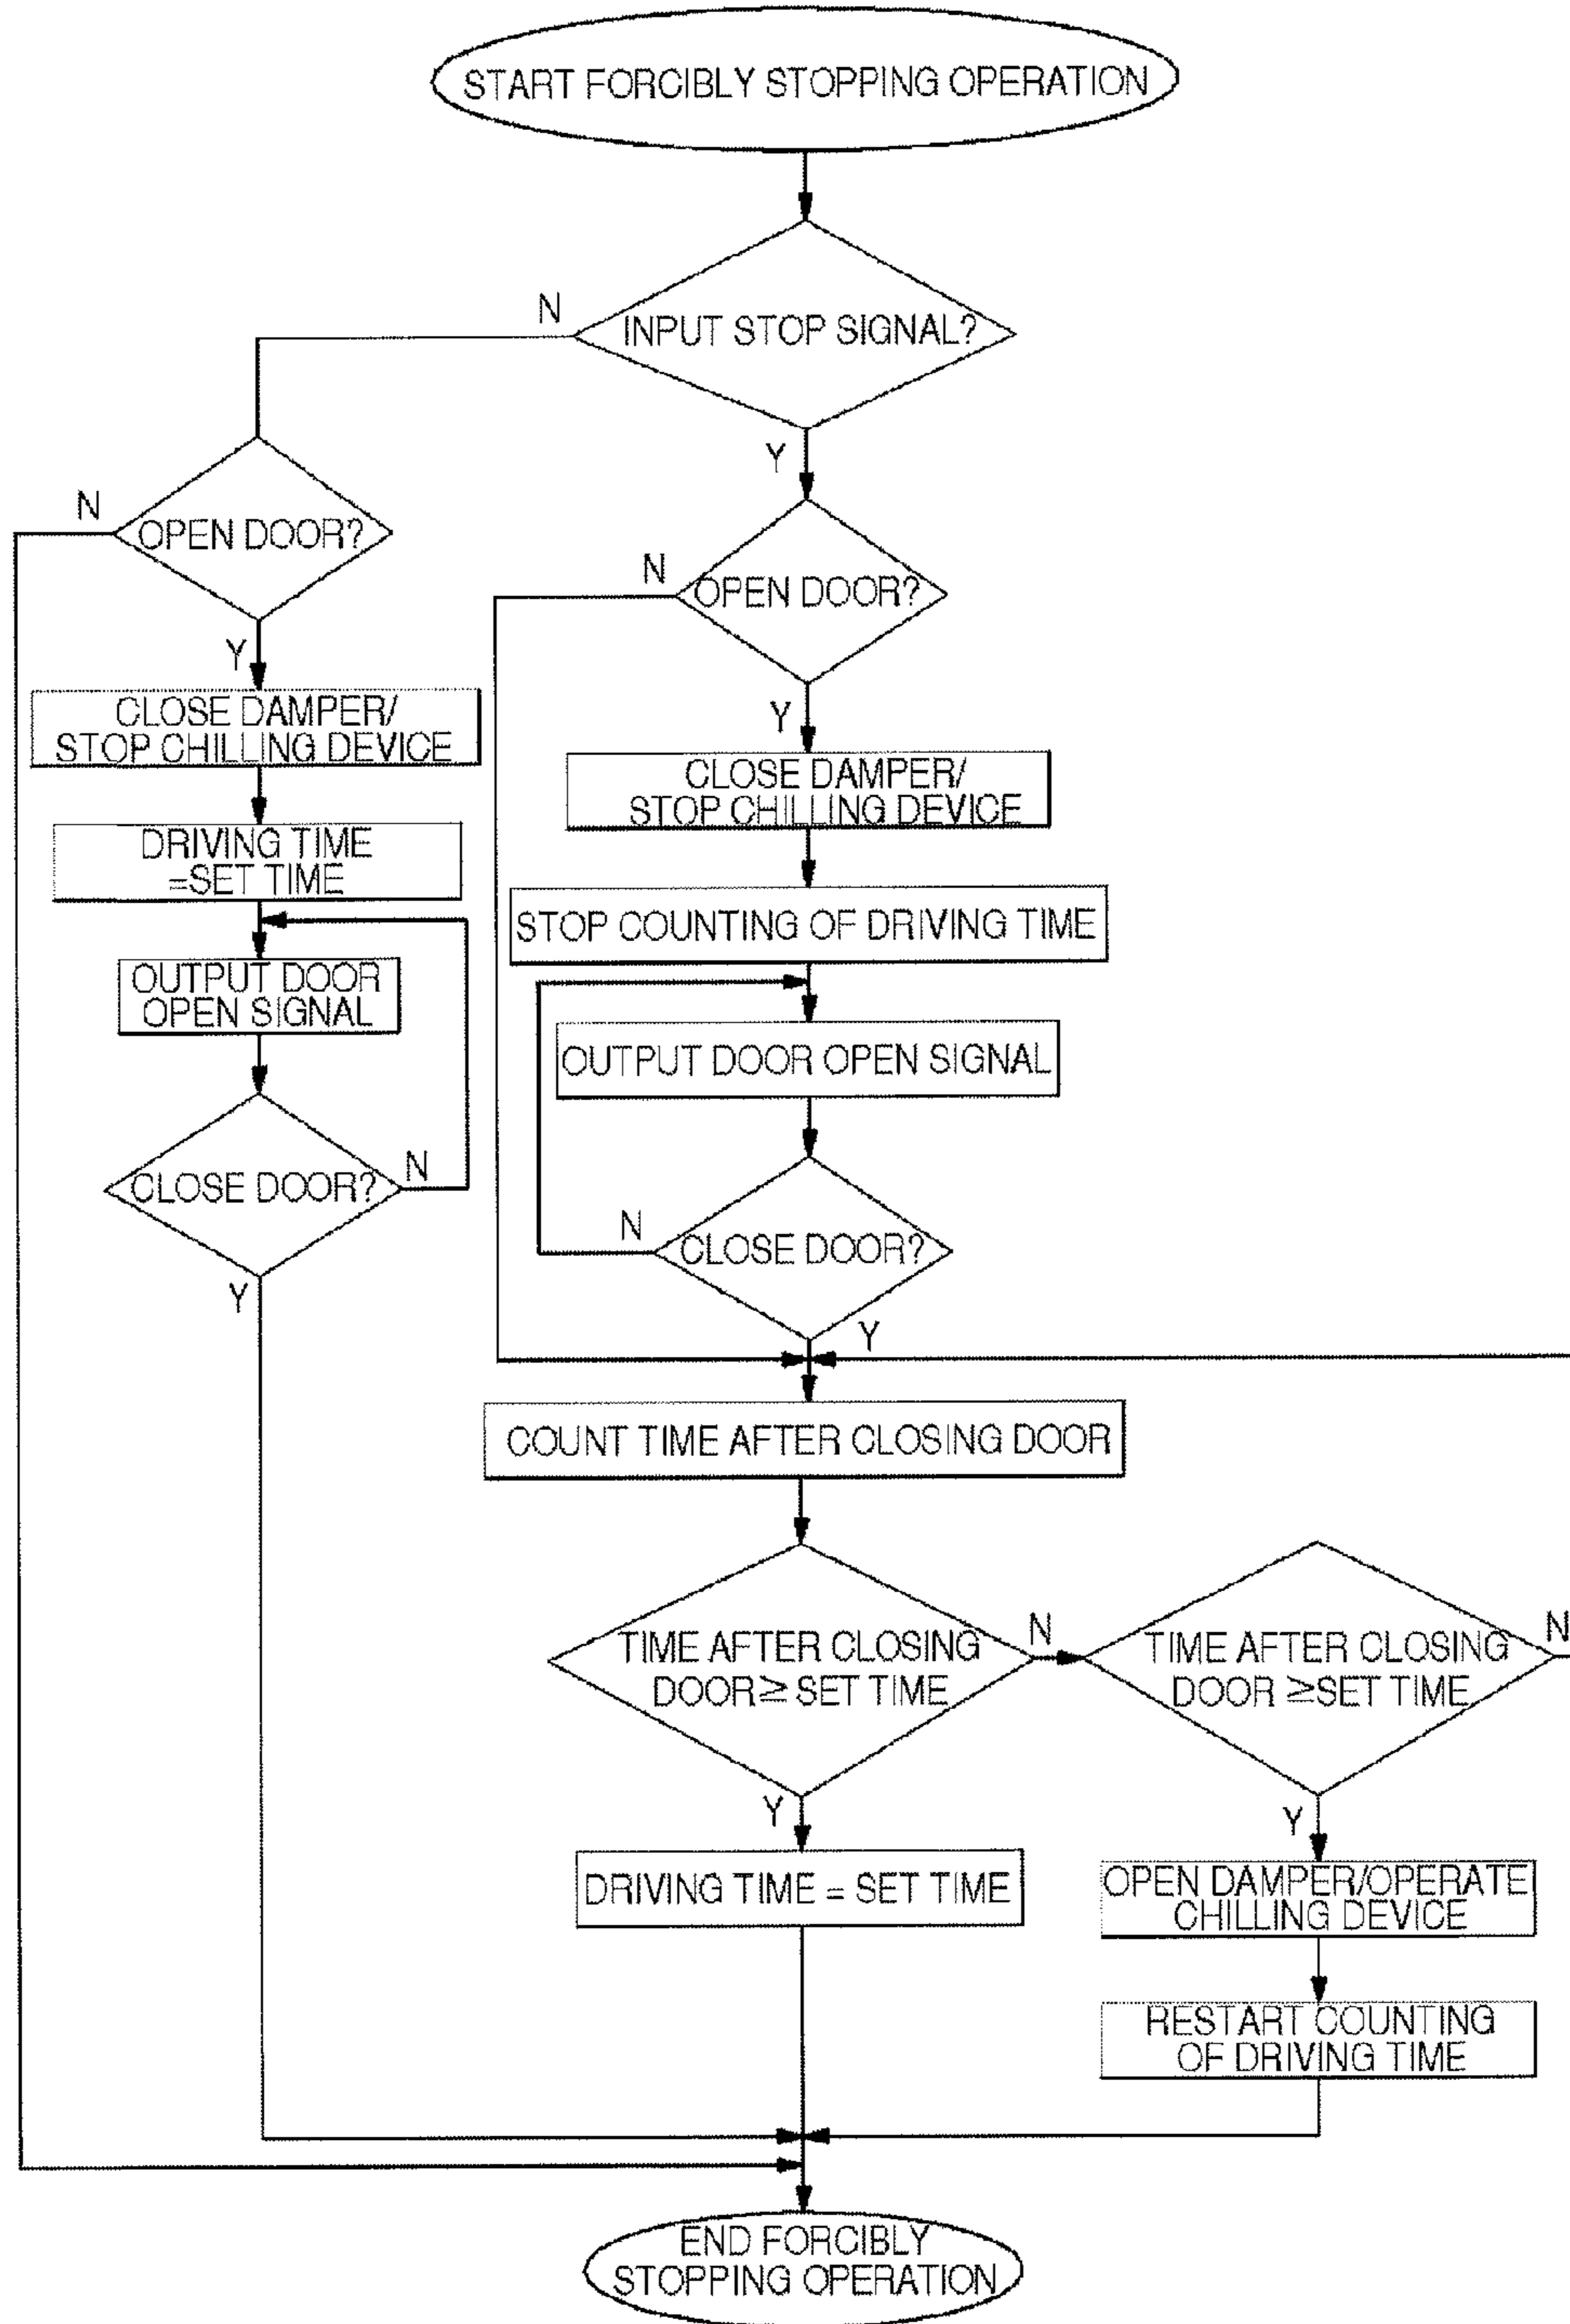 START FORCIBLY STOPPING OPERATION
N
INPUT STOP SIGNAL?
Y
N
OPEN DOOR?
Y
N
OPEN DOOR?
Y
CLOSE DAMPER/
STOP CHILLING DEVICE
CLOSE DAMPER/
STOP CHILLING DEVICE
DRIVING TIME
=SET TIME
STOP COUNTING OF DRIVING TIME
OUTPUT DOOR
OPEN SIGNAL
OUTPUT DOOR OPEN SIGNAL
CLOSE DOOR?
N
Y
N
CLOSE DOOR?
Y
COUNT TIME AFTER CLOSING DOOR
TIME AFTER CLOSING
DOOR≥ SET TIME
N
Y
TIME AFTER CLOSING
DOOR ≥SET TIME
N
Y
DRIVING TIME = SET TIME
OPEN DAMPER/OPERATE
CHILLING DEVICE
RESTART COUNTING
OF DRIVING TIME
END FORCIBLY
STOPPING OPERATION